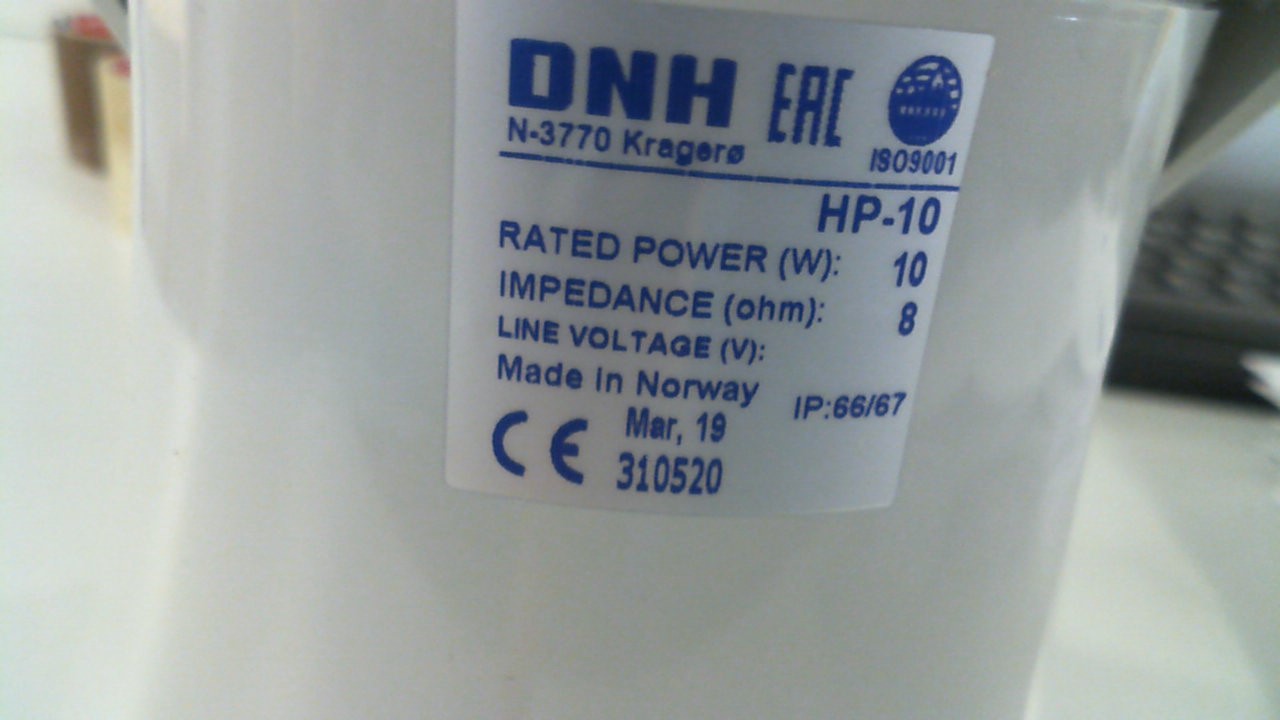 DNH EAC
N-3770 Kragerø ISO9001
HP-10
RATED POWER (W): 10
IMPEDANCE (ohm): 8
LINE VOLTAGE (V):
Made in Norway IP:66/67
CE Mar, 19
310520